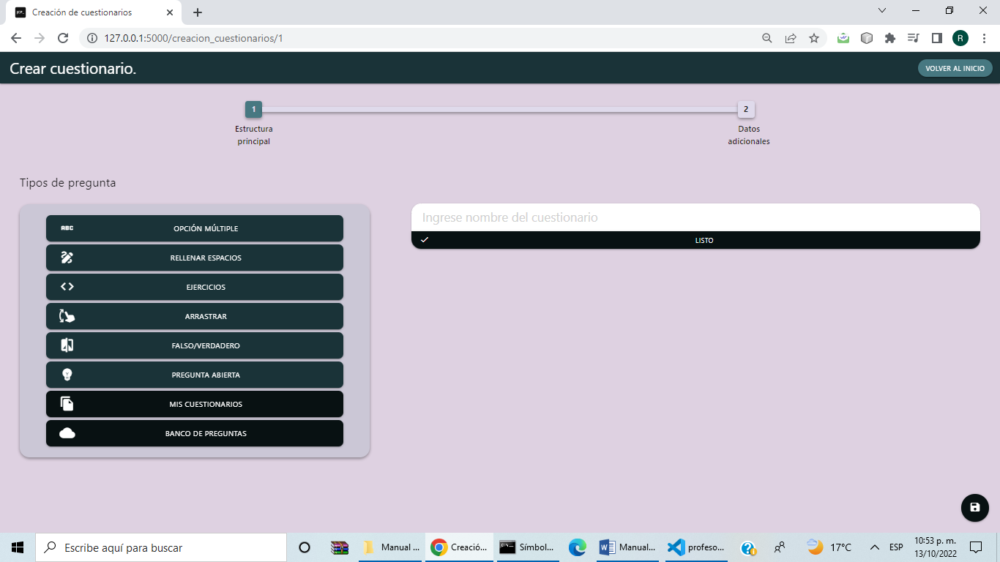 Creación de cuestionarios
127.0.0.1:5000/creacion_cuestionarios/1
R
Crear cuestionario.
VOLVER AL INICIO
1
2
Estructura
principal
Datos
adicionales
Tipos de pregunta
ABC
OPCIÓN MÚLTIPLE
RELLENAR ESPACIOS
EJERCICIOS
ARRASTRAR
FALSO/VERDADERO
PREGUNTA ABIERTA
MIS CUESTIONARIOS
BANCO DE PREGUNTAS
Ingrese nombre del cuestionario
LISTO
Escribe aquí para buscar
Manual ...
Creació...
Símbol...
Manual...
profeso...
17°C
ESP
10:53 p. m.
13/10/2022